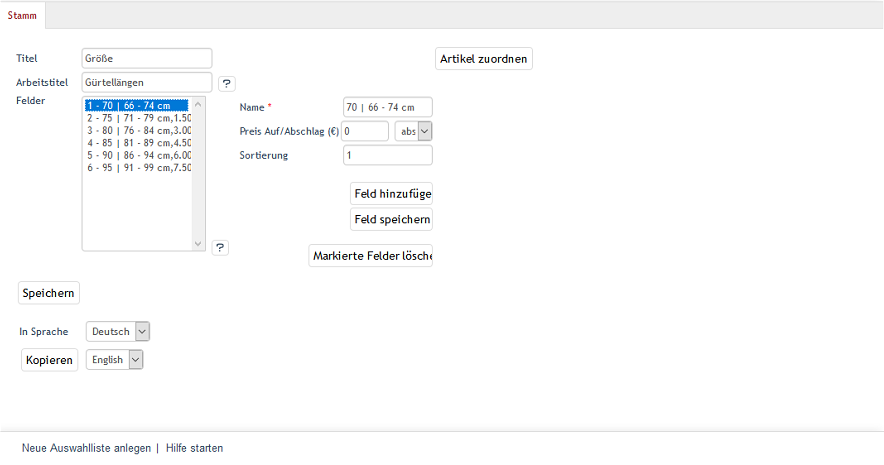 Stamm
Titel
Größe
Artikel zuordnen
Arbeitstitel
Gürtellängen
?
Felder
1 - 70 | 66 - 74 cm
2 - 75 | 71 - 79 cm,1.50
3 - 80 | 76 - 84 cm,3.00
4 - 85 | 81 - 89 cm,4.50
5 - 90 | 86 - 94 cm,6.00
6 - 95 | 91 - 99 cm,7.50
?
Name *
70 | 66 - 74 cm
Preis Auf/Abschlag (€)
0
abs
Sortierung
1
Feld hinzufüge
Feld speichern
Markierte Felder lösche
Speichern
In Sprache
Deutsch
Kopieren
English
Neue Auswahlliste anlegen | Hilfe starten